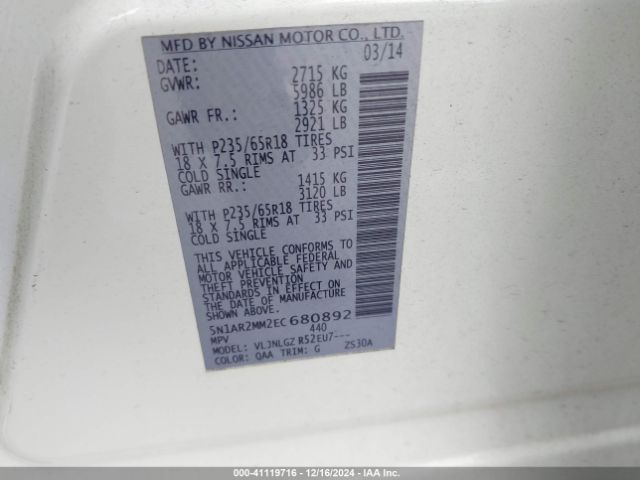 MFD BY NISSAN MOTOR CO., LTD.
DATE: 03/14
GVWR: 2715 KG
5986 LB
GAWR FR.: 1325 KG
2921 LB
WITH P235/65R18 TIRES
18 X 7.5 RIMS AT 33 PSI
COLD SINGLE
GAWR RR.: 1415 KG
3120 LB
WITH P235/65R18 TIRES
18 X 7.5 RIMS AT 33 PSI
COLD SINGLE
THIS VEHICLE CONFORMS TO
ALL APPLICABLE FEDERAL
MOTOR VEHICLE SAFETY AND
THEFT PREVENTION
STANDARDS IN EFFECT ON
THE DATE OF MANUFACTURE
SHOWN ABOVE.
5N1AR2MM2EC680892
MPV 440
MODEL: VLJNLGZ R52EU7---
COLOR: QAA TRIM: G ZS30A
000-41119716 - 12/16/2024 - IAA Inc.